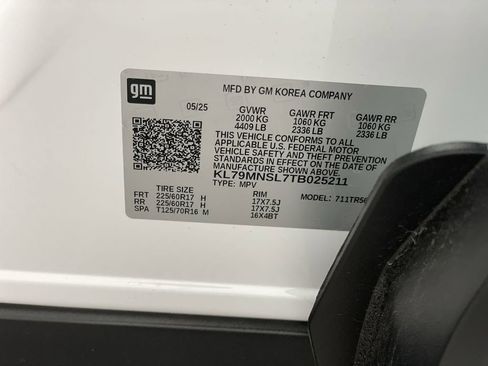 gm
MFD BY GM KOREA COMPANY
05/25 GVWR GAWR FRT GAWR RR
2000 KG 1060 KG 1060 KG
4409 LB 2336 LB 2336 LB
THIS VEHICLE CONFORMS TO ALL
APPLICABLE U.S. FEDERAL MOTOR
VEHICLE SAFETY AND THEFT
PREVENTION STANDARDS IN EFFECT
ON THE DATE OF MANUFACTURE
SHOWN ABOVE.
KL79MNSL7TB025211
TYPE: MPV
TIRE SIZE RIM MODEL:
FRT 225/60R17 H 17X7.5J
RR 225/60R17 H 17X7.5J
SPA T125/70R16 M 16X4BT